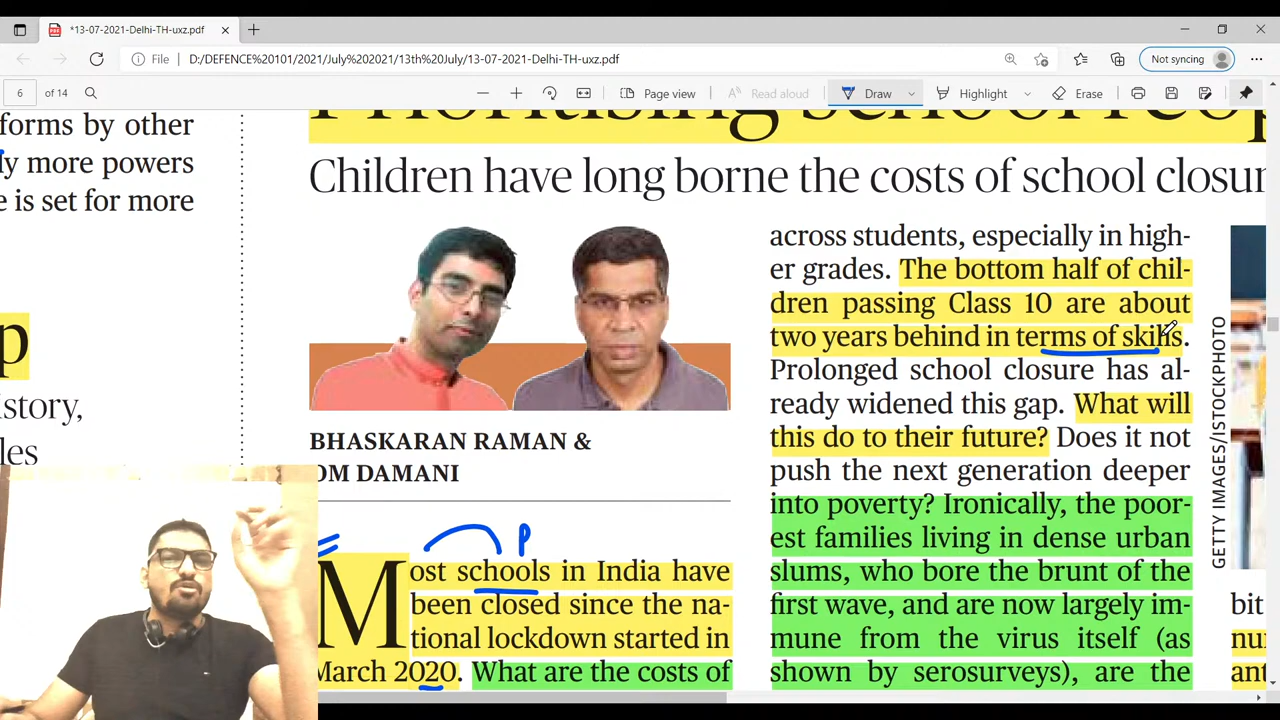 *13-07-2021-Delhi-TH-uxz.pdf
File
D:/DEFENCE%20101/2021/July%202021/13th%20July/13-07-2021-Delhi-TH-uxz.pdf
Not syncing
6 of 14
Page view
Read aloud
Draw
Highlight
Erase
forms by other
more powers
e is set for more
p
istory,
les
Prioritising school reop
Children have long borne the costs of school closur
BHASKARAN RAMAN &
OM DAMANI
P
Most schools in India have
been closed since the na-
tional lockdown started in
March 2020. What are the costs of
across students, especially in high-
er grades. The bottom half of chil-
dren passing Class 10 are about
two years behind in terms of skills.
Prolonged school closure has al-
ready widened this gap. What will
this do to their future? Does it not
push the next generation deeper
into poverty? Ironically, the poor-
est families living in dense urban
slums, who bore the brunt of the
first wave, and are now largely im-
mune from the virus itself (as
shown by serosurveys), are the
GETTY IMAGES/ISTOCKPHOTO
bit
nu
ant